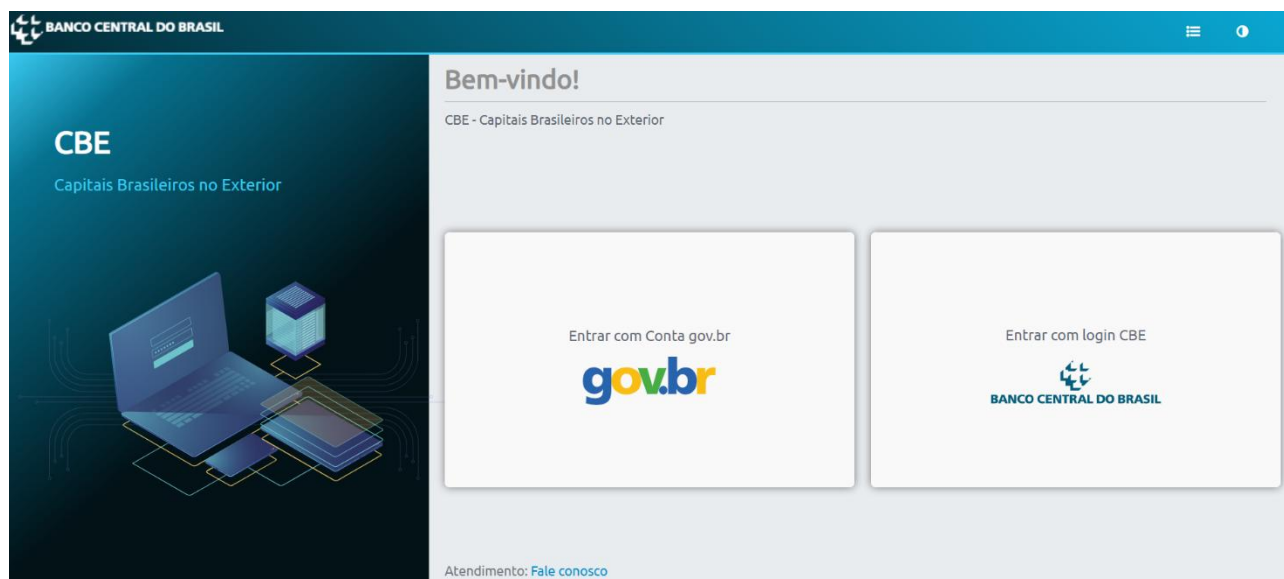 BANCO CENTRAL DO BRASIL
CBE
Capitais Brasileiros no Exterior
Bem-vindo!
CBE - Capitais Brasileiros no Exterior
Entrar com Conta gov.br
gov.br
Entrar com login CBE
BANCO CENTRAL DO BRASIL
Atendimento: Fale conosco